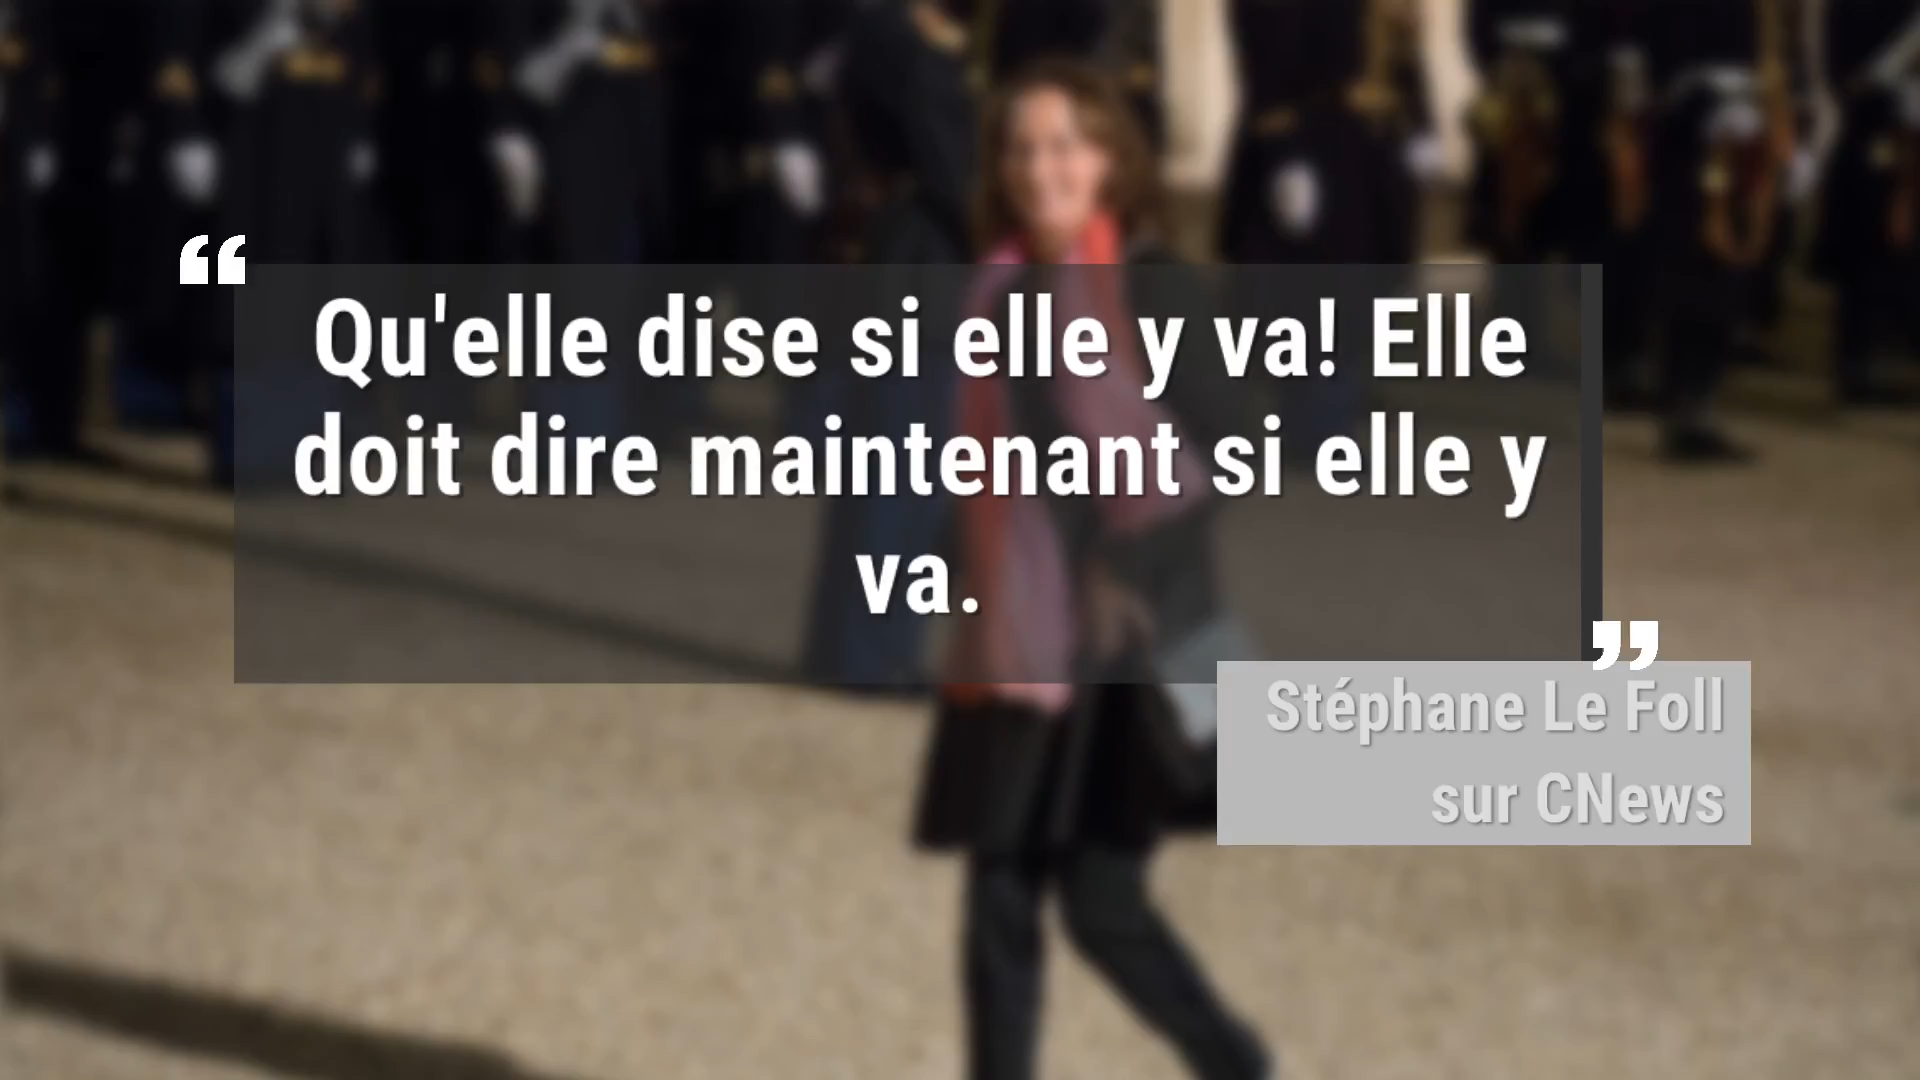 “
Qu'elle dise si elle y va! Elle
doit dire maintenant si elle y
va.
”
Stéphane Le Foll
sur CNews